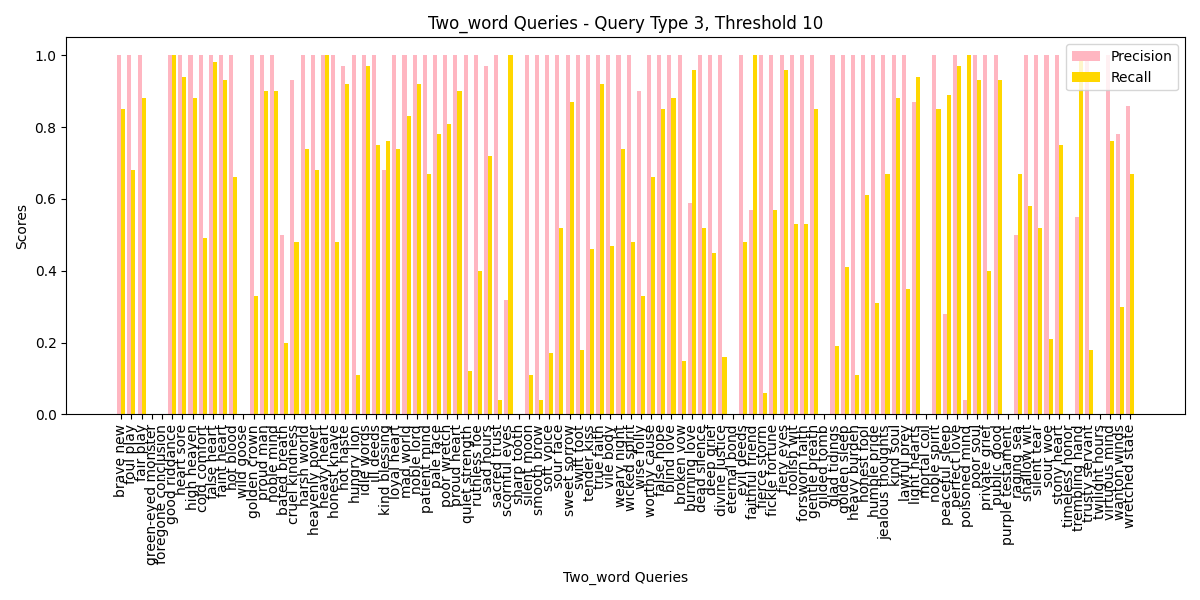 Two_word Queries - Query Type 3, Threshold 10
Precision
Recall
Scores
1.0
0.8
0.6
0.4
0.2
0.0
brave new
foul play
fair play
green-eyed monster
foregone conclusion
good riddance
heart sore
high heaven
cold comfort
false heart
faint heart
hot blood
wild goose
golden crown
proud man
noble mind
bated breath
cruel kindness
harsh world
heavenly power
heavy heart
honest knave
hot haste
hungry lion
idle words
ill deeds
kind blessing
loyal heart
mad world
noble lord
patient mind
pale face
poor wretch
proud heart
quiet strength
ruthless foe
sad hours
sacred trust
scornful eyes
sharp tooth
silent moon
smooth brow
soft voice
sour face
sweet sorrow
swift foot
tender kiss
true faith
vile body
weary night
wicked spirit
wise folly
worthy cause
hope
blind love
broken vow
burning love
dead silence
deep grief
divine justice
eternal bond
evil deeds
faithful friend
fierce storm
fickle fortune
fiery eyes
foolish wit
forsworn faith
gentle breath
gilded tomb
glad tidings
golden sleep
heavy burden
honest fool
humble pride
jealous thoughts
kind soul
lawful prey
light hearts
mortal coil
noble spirit
peaceful sleep
perfect love
poisoned mind
poor soul
private grief
public good
purple testament
raging sea
shallow wit
silent tear
sour woe
stony heart
timeless honor
trembling hand
trusty servant
twilight hours
virtuous mind
wanton wind
wretched state
Two_word Queries